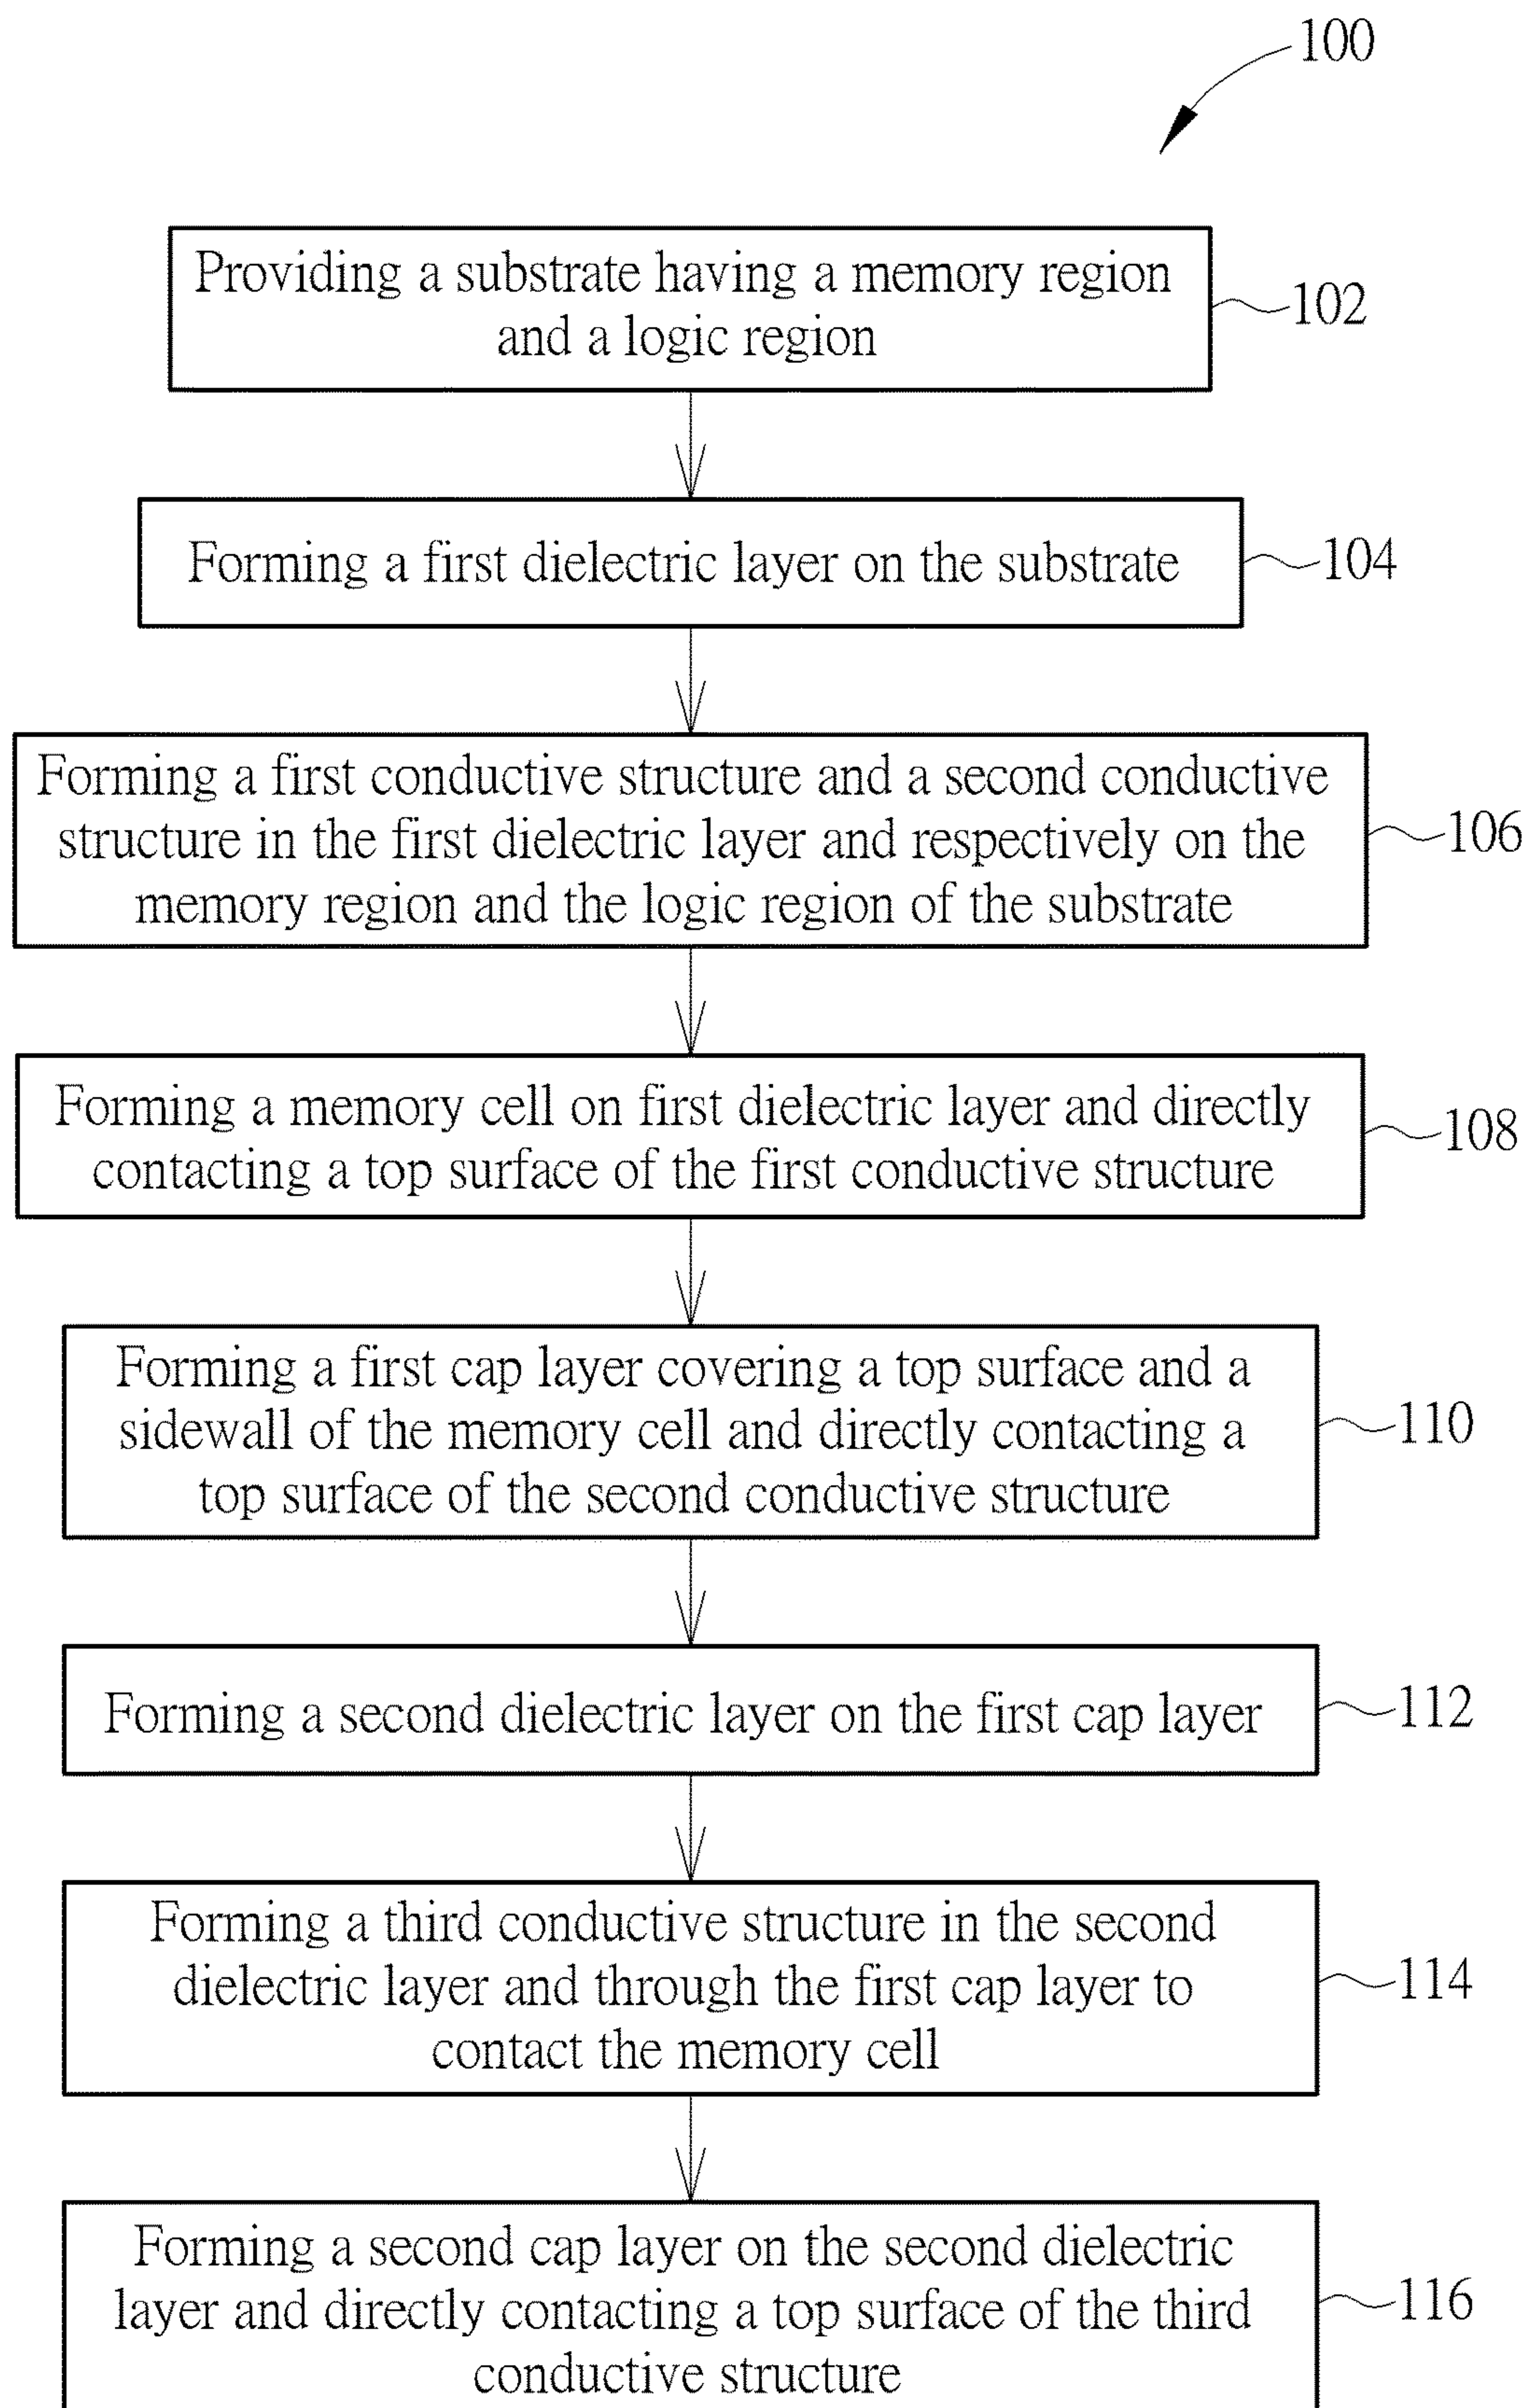 100
Providing a substrate having a memory region
and a logic region
102
Forming a first dielectric layer on the substrate
104
Forming a first conductive structure and a second conductive
structure in the first dielectric layer and respectively on the
memory region and the logic region of the substrate
106
Forming a memory cell on first dielectric layer and directly
contacting a top surface of the first conductive structure
108
Forming a first cap layer covering a top surface and a
sidewall of the memory cell and directly contacting a
top surface of the second conductive structure
110
Forming a second dielectric layer on the first cap layer
112
Forming a third conductive structure in the second
dielectric layer and through the first cap layer to
contact the memory cell
114
Forming a second cap layer on the second dielectric
layer and directly contacting a top surface of the third
conductive structure
116